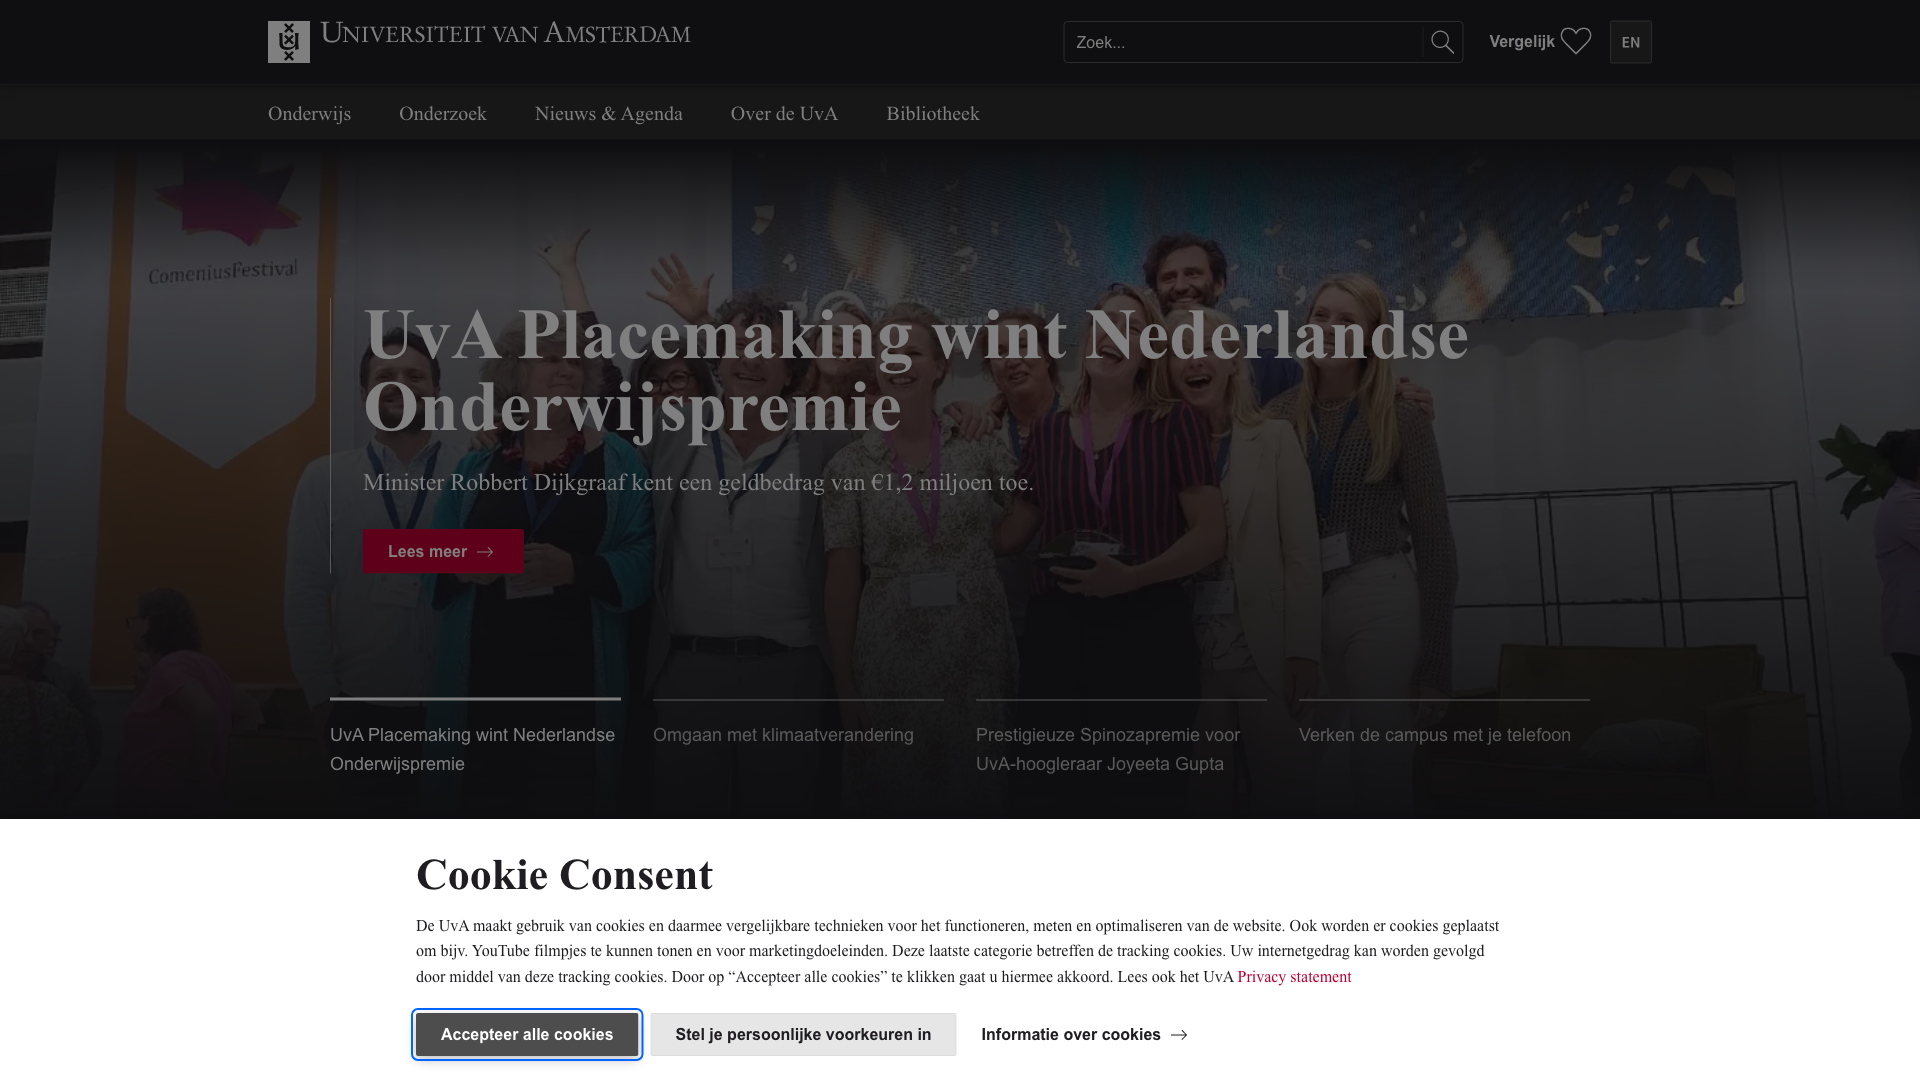 UNIVERSITEIT VAN AMSTERDAM
Zoek...
Vergelijk
EN
Onderwijs
Onderzoek
Nieuws & Agenda
Over de UvA
Bibliotheek
ComeniusFestival
UvA Placemaking wint Nederlandse
Onderwijspremie
Minister Robbert Dijkgraaf kent een geldbedrag van €1,2 miljoen toe.
Lees meer
UvA Placemaking wint Nederlandse
Onderwijspremie
Omgaan met klimaatverandering
Prestigieuze Spinozapremie voor
UvA-hoogleraar Joyeeta Gupta
Verken de campus met je telefoon
Cookie Consent
De UvA maakt gebruik van cookies en daarmee vergelijkbare technieken voor het functioneren, meten en optimaliseren van de website. Ook worden er cookies geplaatst
om bijv. YouTube filmpjes te kunnen tonen en voor marketingdoeleinden. Deze laatste categorie betreffen de tracking cookies. Uw internetgedrag kan worden gevolgd
door middel van deze tracking cookies. Door op “Accepteer alle cookies” te klikken gaat u hiermee akkoord. Lees ook het UvA Privacy statement
Accepteer alle cookies
Stel je persoonlijke voorkeuren in
Informatie over cookies